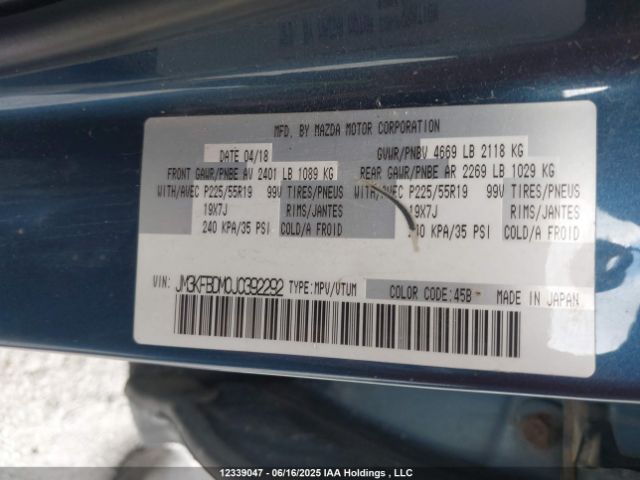 MFD. BY MAZDA MOTOR CORPORATION
DATE 04/18 GVWR/PNBV 4669 LB 2118 KG
FRONT GAWR/PNBE AV 2401 LB 1089 KG REAR GAWR/PNBE AR 2269 LB 1029 KG
WITH/AVEC P225/55R19 99V TIRES/PNEUS WITH/AVEC P225/55R19 99V TIRES/PNEUS
19X7J RIMS/JANTES 19X7J RIMS/JANTES
240 KPA/35 PSI COLD/A FROID KPA/35 PSI COLD/A FROID
VIN: JM3KFBDM0J0392292 TYPE:MPV/VTUM COLOR CODE:45B MADE IN JAPAN
12339047 - 06/16/2025 IAA Holdings , LLC